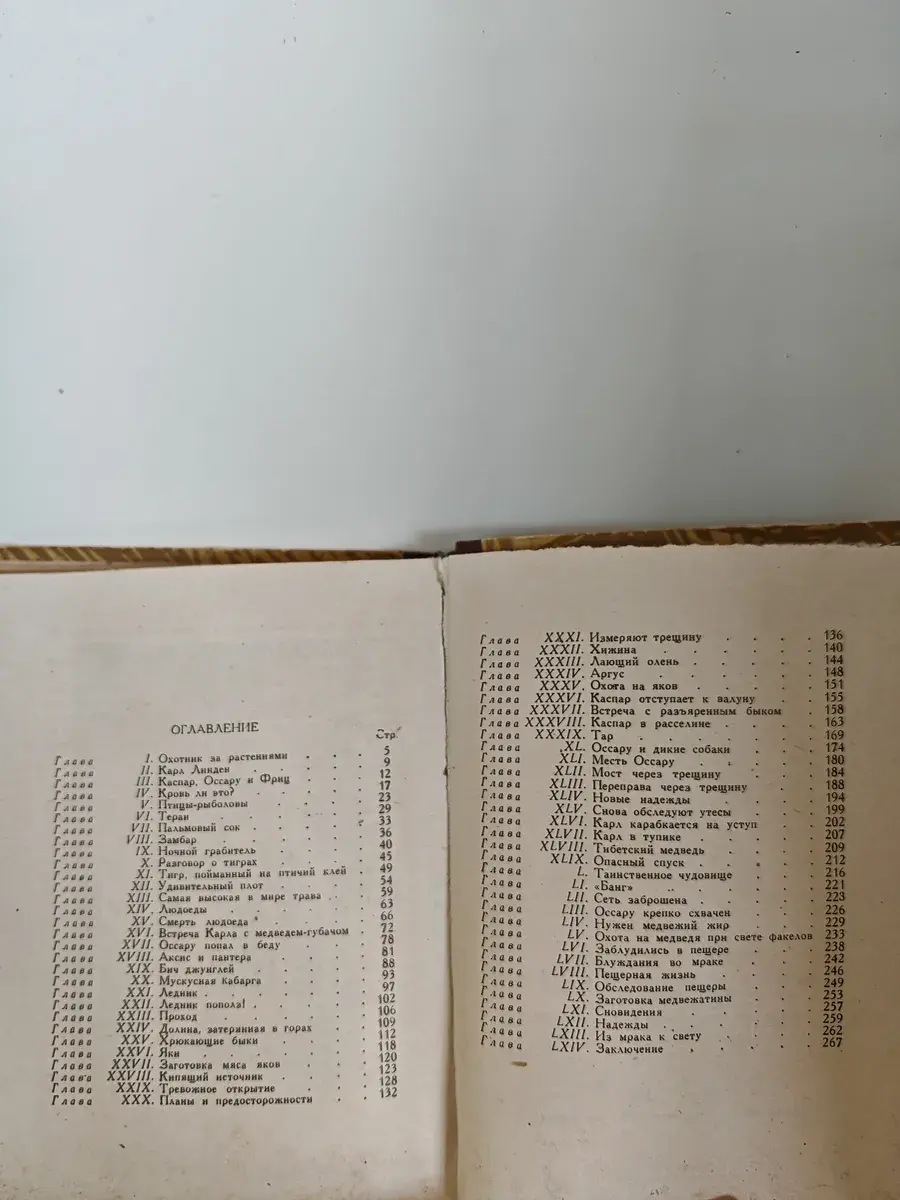 ОГЛАВЛЕНИЕ
Стр.
Глава I. Охотник за растениями . . . 5
Глава II. Карл Линден . . . . . 9
Глава III. Каспар, Оссару и Фриц . . . 12
Глава IV. Кровь ли это? . . . . . 17
Глава V. Птицы-рыболовы . . . . 23
Глава VI. Теран . . . . . 29
Глава VII. Пальмовый сок . . . . . 33
Глава VIII. Замбар . . . . . 36
Глава IX. Ночной грабитель . . . . 40
Глава X. Разговор о тиграх . . . . 45
Глава XI. Тигр, пойманный на птичий клей . 49
Глава XII. Удивительный плот . . . . 54
Глава XIII. Самая высокая в мире трава . . 59
Глава XIV. Людоеды . . . . . 63
Глава XV. Смерть людоеда . . . . 66
Глава XVI. Встреча Карла с медведем-губачом . 72
Глава XVII. Оссару попал в беду . . . 78
Глава XVIII. Аксис и пантера . . . . 81
Глава XIX. Бич джунглей . . . . . 88
Глава XX. Мускусная Кабарга . . . . 93
Глава XXI. Ледник . . . . . . 97
Глава XXII. Ледник пополз! . . . . . 102
Глава XXIII. Проход . . . . . 106
Глава XXIV. Долина, затерянная в горах . . 109
Глава XXV. Хрюкающие быки . . . . 112
Глава XXVI. Яки . . . . . 118
Глава XXVII. Заготовка мяса яков . . . 120
Глава XXVIII. Кипящий источник . . . . 123
Глава XXIX. Тревожное открытие . . . 128
Глава XXX. Планы и предосторожности . . 132
Глава XXXI. Измеряют трещину . . . . 136
Глава XXXII. Хижина . . . . . . 140
Глава XXXIII. Лающий олень . . . . . 144
Глава XXXIV. Аргус . . . . . . 148
Глава XXXV. Охота на яков . . . . . 151
Глава XXXVI. Каспар отступает к валуну . . 155
Глава XXXVII. Встреча с разъяренным быком . 158
Глава XXXVIII. Каспар в расселине . . . . 163
Глава XXXIX. Тар . . . . . . 169
Глава XL. Оссару и дикие собаки . . . 174
Глава XLI. Месть Оссару . . . . 180
Глава XLII. Мост через трещину . . . 184
Глава XLIII. Переправа через трещину . . . 188
Глава XLIV. Новые надежды . . . . 194
Глава XLV. Снова обследуют утесы . . . 199
Глава XLVI. Карл карабкается на уступ . . 202
Глава XLVII. Карл в тупике . . . . . 207
Глава XLVIII. Тибетский медведь . . . . 209
Глава XLIX. Опасный спуск . . . . . 212
Глава L. Таинственное чудовище . . . 216
Глава LI. «Банг» . . . . . 221
Глава LII. Сеть заброшена . . . . . 223
Глава LIII. Оссару крепко схвачен . . . 226
Глава LIV. Нужен медвежий жир . . . 229
Глава LV. Охота на медведя при свете факелов 233
Глава LVI. Заблудились в пещере . . . 238
Глава LVII. Блуждания во мраке . . . 242
Глава LVIII. Пещерная жизнь . . . . 246
Глава LIX. Обследование пещеры . . . 249
Глава LX. Заготовка медвежатины . . . 253
Глава LXI. Сновидения . . . . . 257
Глава LXII. Надежды . . . . . 259
Глава LXIII. Из мрака к свету . . . . 262
Глава LXIV. Заключение . . . . . 267